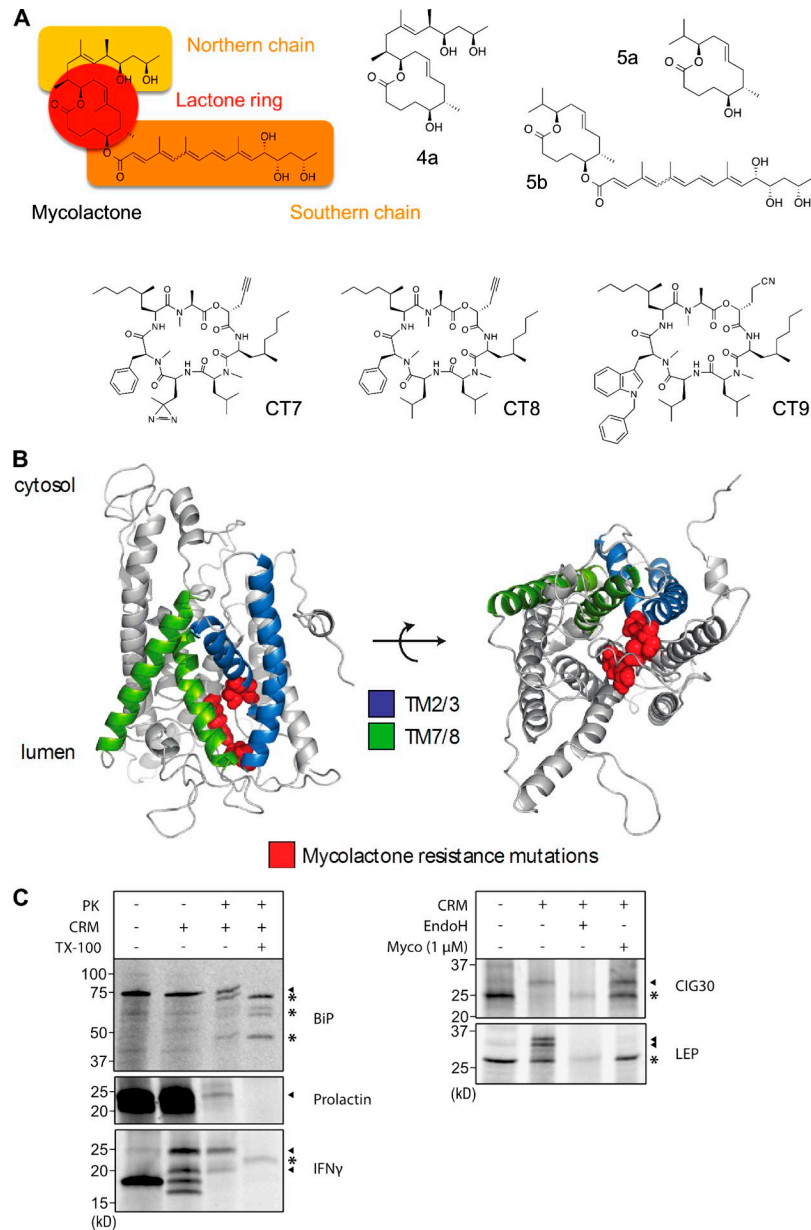 A
Northern chain
Lactone ring
Mycolactone
Southern chain
4a
5a
5b
CT7
CT8
CT9
B
cytosol
lumen
TM2/3
TM7/8
Mycolactone resistance mutations
C
PK - - + +
CRM - + + +
TX-100 - - - +
100
75
50
37
BiP
25
20
Prolactin
25
20
15
IFNγ
(kD)
CRM - + + +
EndoH - - + -
Myco (1 µM) - - - +
37
25
20
CIG30
37
25
LEP
(kD)